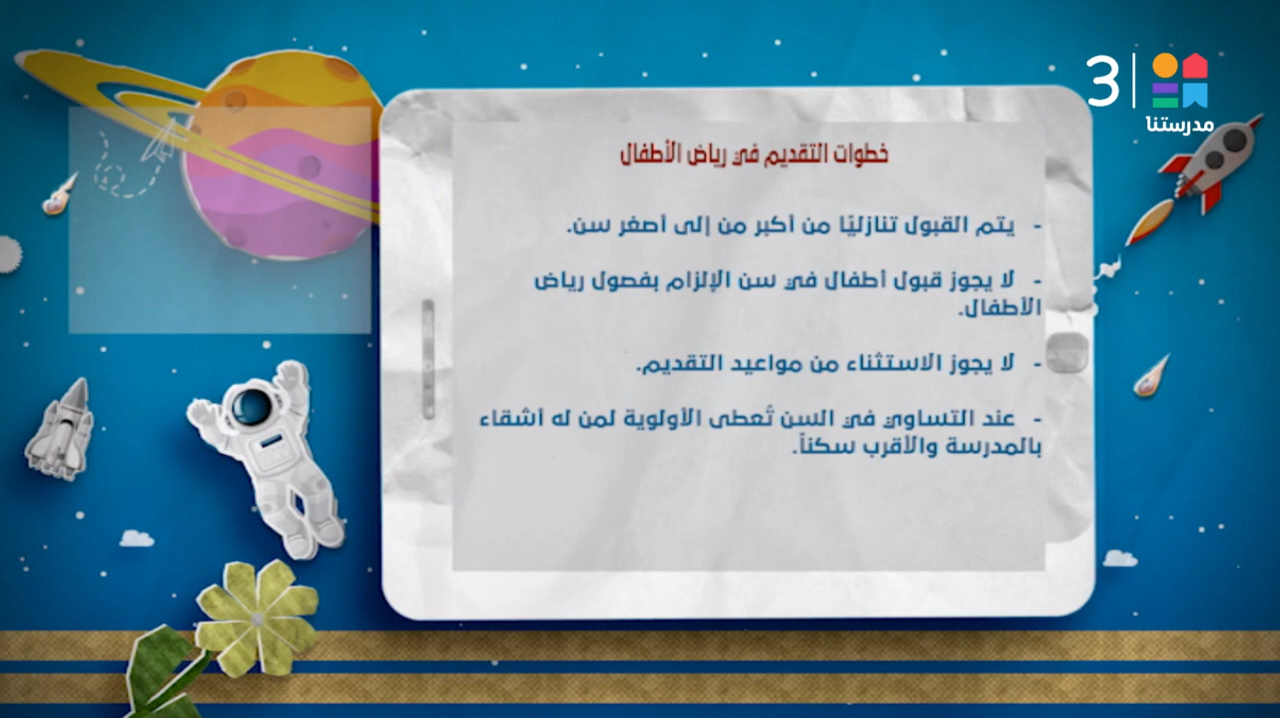 3
مدرستنا
خطوات التقديم في رياض الأطفال
- يتم القبول تنازليًا من أكبر من إلى أصغر سن.
- لا يجوز قبول أطفال في سن الإلزام بفصول رياض
الأطفال.
- لا يجوز الاستثناء من مواعيد التقديم.
- عند التساوي في السن تُعطى الأولوية لمن له أشقاء
بالمدرسة والأقرب سكناً.